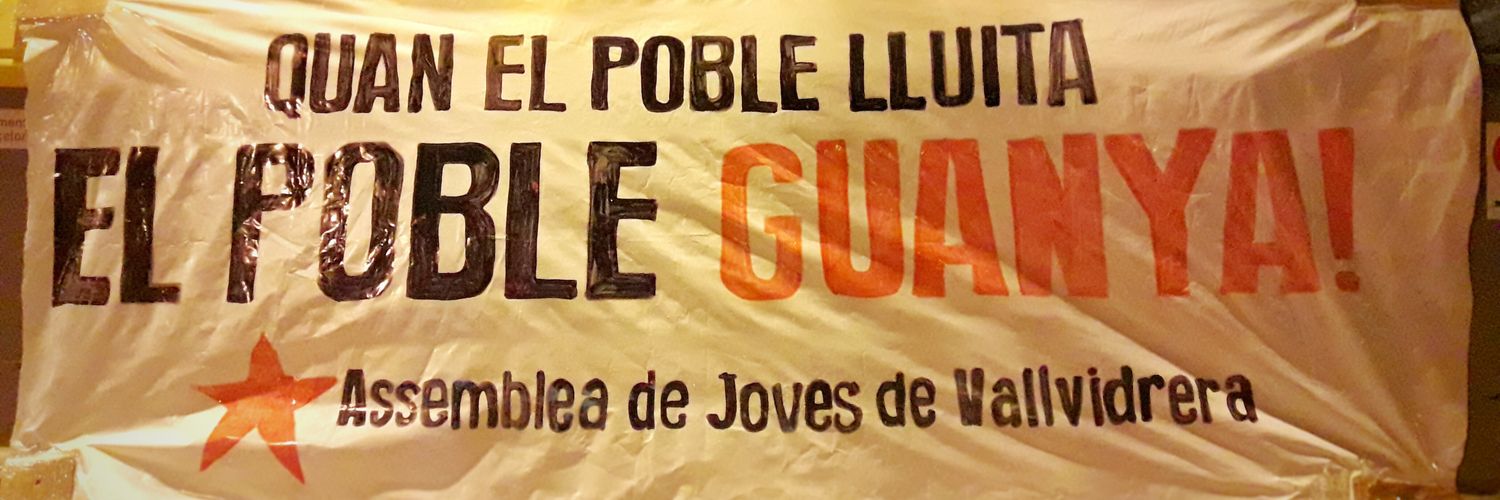 QUAN EL POBLE LLUITA
EL POBLE GUANYA!
Assemblea de Joves de Vallvidrera